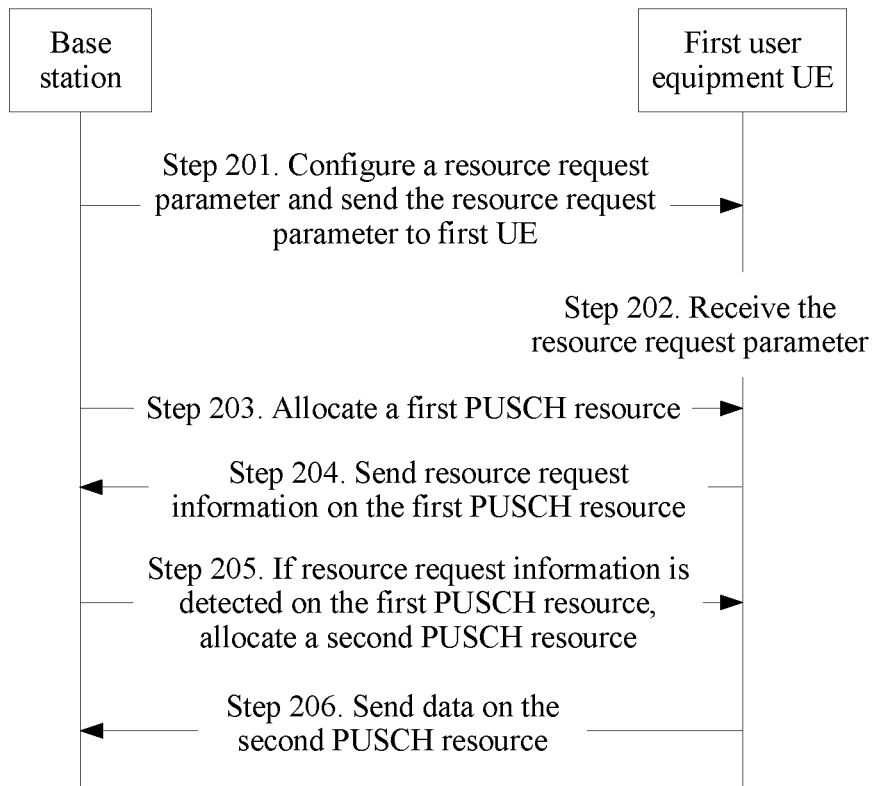 Base
station
First user
equipment UE
Step 201. Configure a resource request
parameter and send the resource request
parameter to first UE
Step 202. Receive the
resource request parameter
Step 203. Allocate a first PUSCH resource
Step 204. Send resource request
information on the first PUSCH resource
Step 205. If resource request information is
detected on the first PUSCH resource,
allocate a second PUSCH resource
Step 206. Send data on the
second PUSCH resource